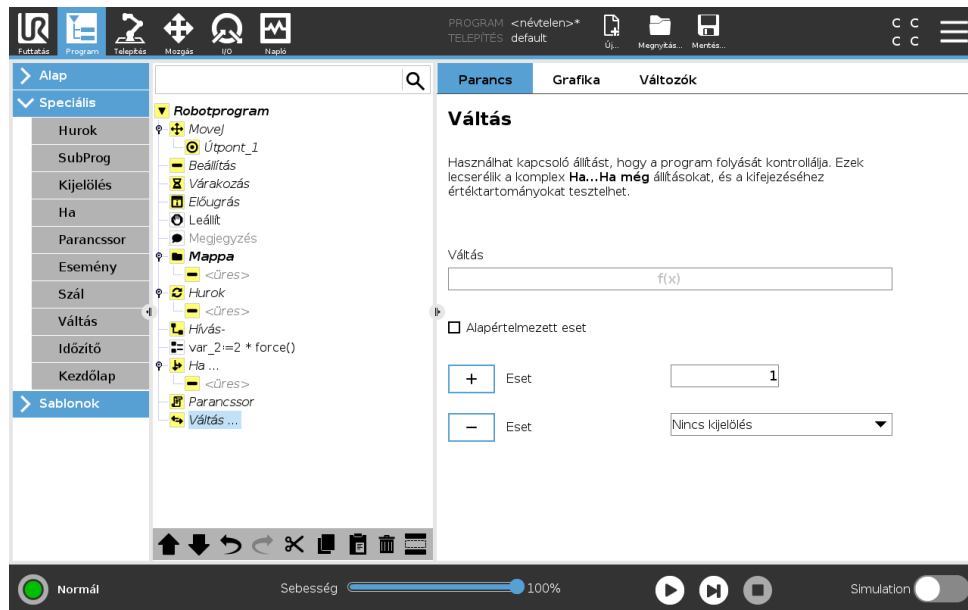 PROGRAM <névtelen>*
TELEPÍTÉS default
Futtatás Program Telepítés Mozgás I/O Napló
Új... Megnyitás... Mentés...
C C
C C
Alap
Speciális
Hurok
SubProg
Kijelölés
Ha
Parancssor
Esemény
Szál
Váltás
Időzítő
Kezdőlap
Sablonok
Robotprogram
MoveJ
Útpont_1
Beállítás
Várakozás
Előugrás
Leállít
Megjegyzés
Mappa
<üres>
Hurok
<üres>
Hívás-
var_2:=2 * force()
Ha ...
<üres>
Parancssor
Váltás ...
Parancs Grafika Változók
Váltás
Használhat kapcsoló állítást, hogy a program folyását kontrollálja. Ezek
lecserélik a komplex Ha...Ha még állításokat, és a kifejezéséhez
értéktartományokat tesztelhet.
Váltás
f(x)
Alapértelmezett eset
+ Eset 1
− Eset Nincs kijelölés
Normál
Sebesség 100%
Simulation